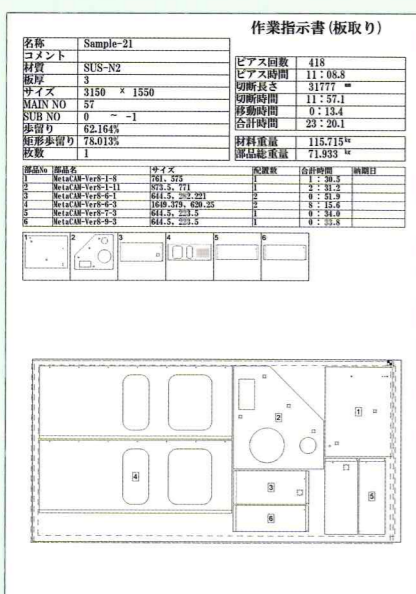 作業指示書(板取り)
名称 Sample-21
コメント
材質 SUS-N2
板厚 3
サイズ 3150 x 1550
MAIN NO 57
SUB NO 0 ~ -1
歩留り 62.164%
矩形歩留り 78.013%
枚数 1
ピアス回数 418
ピアス時間 11:08.8
切断長さ 31777 mm
切断時間 11:57.1
移動時間 0:13.4
合計時間 23:20.1
材料重量 115.715kg
部品総重量 71.933 kg
部品No 部品名 サイズ 配置数 合計時間 納期日
1 MetaCAM-Ver8-1-8 761, 575 1 1:30.5
2 MetaCAM-Ver8-1-11 873.5, 771 1 2:31.2
3 MetaCAM-Ver8-6-1 644.5, 282.221 2 0:51.9
4 MetaCAM-Ver8-6-3 1649.379, 620.25 2 8:15.6
5 MetaCAM-Ver8-7-3 644.5, 223.5 1 0:34.0
6 MetaCAM-Ver8-9-3 644.5, 223.5 1 0:33.8
1 2 3 4 5 6
1
2
4
3
5
6